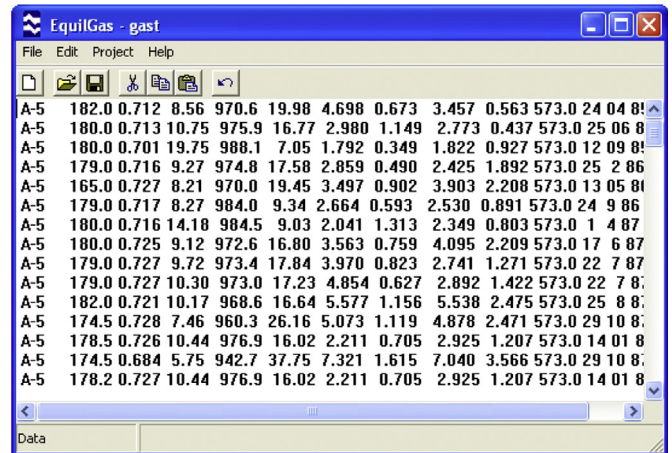 EquilGas - gast
File Edit Project Help
A-5 182.0 0.712 8.56 970.6 19.98 4.698 0.673 3.457 0.563 573.0 24 04
A-5 180.0 0.713 10.75 975.9 16.77 2.980 1.149 2.773 0.437 573.0 25 06 8
A-5 180.0 0.701 19.75 988.1 7.05 1.792 0.349 1.822 0.927 573.0 12 09
A-5 179.0 0.716 9.27 974.8 17.58 2.859 0.490 2.425 1.892 573.0 25 2 86
A-5 165.0 0.727 8.21 970.0 19.45 3.497 0.902 3.903 2.208 573.0 13 05
A-5 179.0 0.717 8.27 984.0 9.34 2.664 0.593 2.530 0.891 573.0 24 9 86
A-5 180.0 0.716 14.18 984.5 9.03 2.041 1.313 2.349 0.803 573.0 1 4 87
A-5 180.0 0.725 9.12 972.6 16.80 3.563 0.759 4.095 2.209 573.0 17 6 87
A-5 179.0 0.727 9.72 973.4 17.84 3.970 0.823 2.741 1.271 573.0 22 7 87
A-5 179.0 0.727 10.30 973.0 17.23 4.854 0.627 2.892 1.422 573.0 22 7
A-5 182.0 0.721 10.17 968.6 16.64 5.577 1.156 5.538 2.475 573.0 25 8
A-5 174.5 0.728 7.46 960.3 26.16 5.073 1.119 4.878 2.471 573.0 29 10
A-5 178.5 0.726 10.44 976.9 16.02 2.211 0.705 2.925 1.207 573.0 14 01 8
A-5 174.5 0.684 5.75 942.7 37.75 7.321 1.615 7.040 3.566 573.0 29 10
A-5 178.2 0.727 10.44 976.9 16.02 2.211 0.705 2.925 1.207 573.0 14 01 8
Data